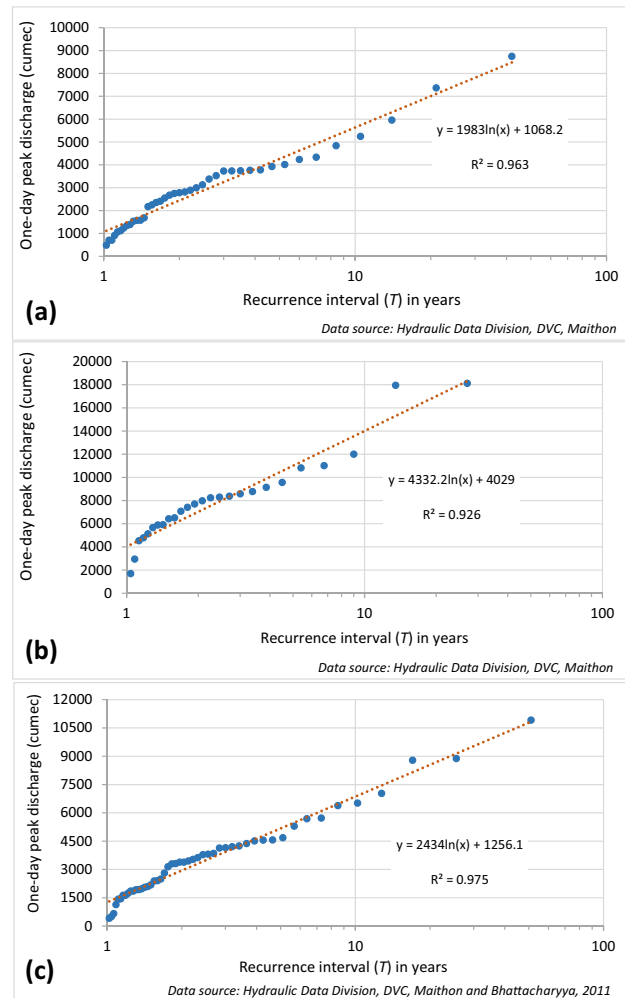 One-day peak discharge (cumec)
10000
9000
8000
7000
6000
5000
4000
3000
2000
1000
0
y = 1983ln(x) + 1068.2
R² = 0.963
1
10
100
Recurrence interval (T) in years
(a)
Data source: Hydraulic Data Division, DVC, Maithon
One-day peak discharge (cumec)
20000
18000
16000
14000
12000
10000
8000
6000
4000
2000
0
y = 4332.2ln(x) + 4029
R² = 0.926
1
10
100
Recurrence interval (T) in years
(b)
Data source: Hydraulic Data Division, DVC, Maithon
One-day peak discharge (cumec)
12000
10500
9000
7500
6000
4500
3000
1500
0
y = 2434ln(x) + 1256.1
R² = 0.975
1
10
100
Recurrence interval (T) in years
(c)
Data source: Hydraulic Data Division, DVC, Maithon and Bhattacharyya, 2011